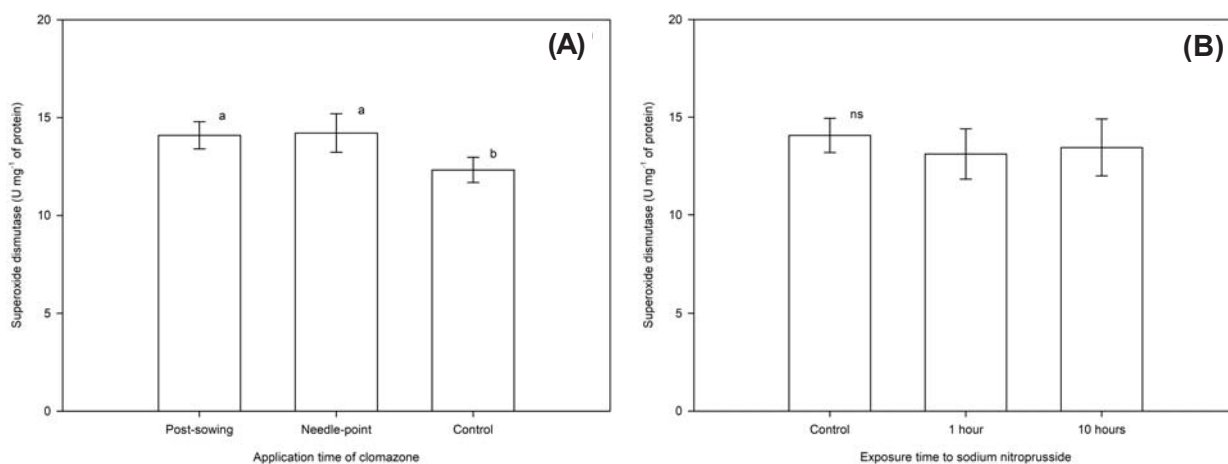 (A)
Superoxide dismutase (U mg⁻¹ of protein)
20
15
10
5
0
a
a
b
Post-sowing
Needle-point
Control
Application time of clomazone
(B)
Superoxide dismutase (U mg⁻¹ of protein)
20
15
10
5
0
ns
Control
1 hour
10 hours
Exposure time to sodium nitroprusside